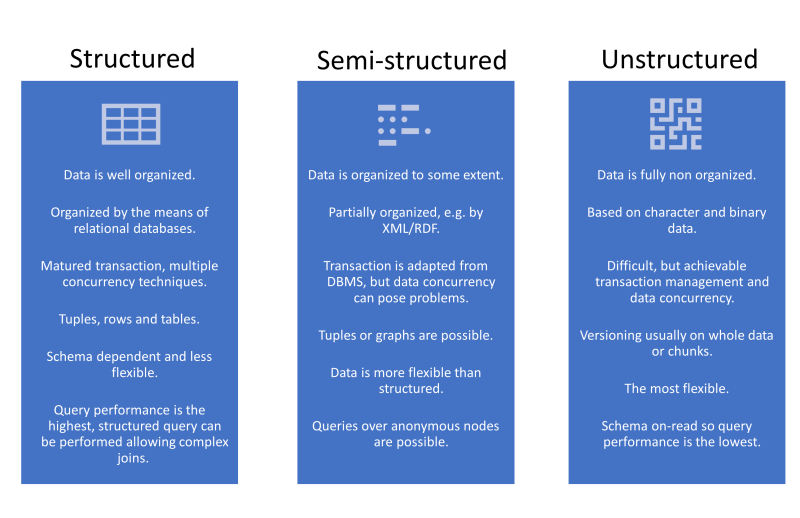 Structured
Data is well organized.
Organized by the means of
relational databases.
Matured transaction, multiple
concurrency techniques.
Tuples, rows and tables.
Schema dependent and less
flexible.
Query performance is the
highest, structured query can
be performed allowing complex
joins.
Semi-structured
Data is organized to some extent.
Partially organized, e.g. by
XML/RDF.
Transaction is adapted from
DBMS, but data concurrency
can pose problems.
Tuples or graphs are possible.
Data is more flexible than
structured.
Queries over anonymous nodes
are possible.
Unstructured
Data is fully non organized.
Based on character and binary
data.
Difficult, but achievable
transaction management and
data concurrency.
Versioning usually on whole data
or chunks.
The most flexible.
Schema on-read so query
performance is the lowest.